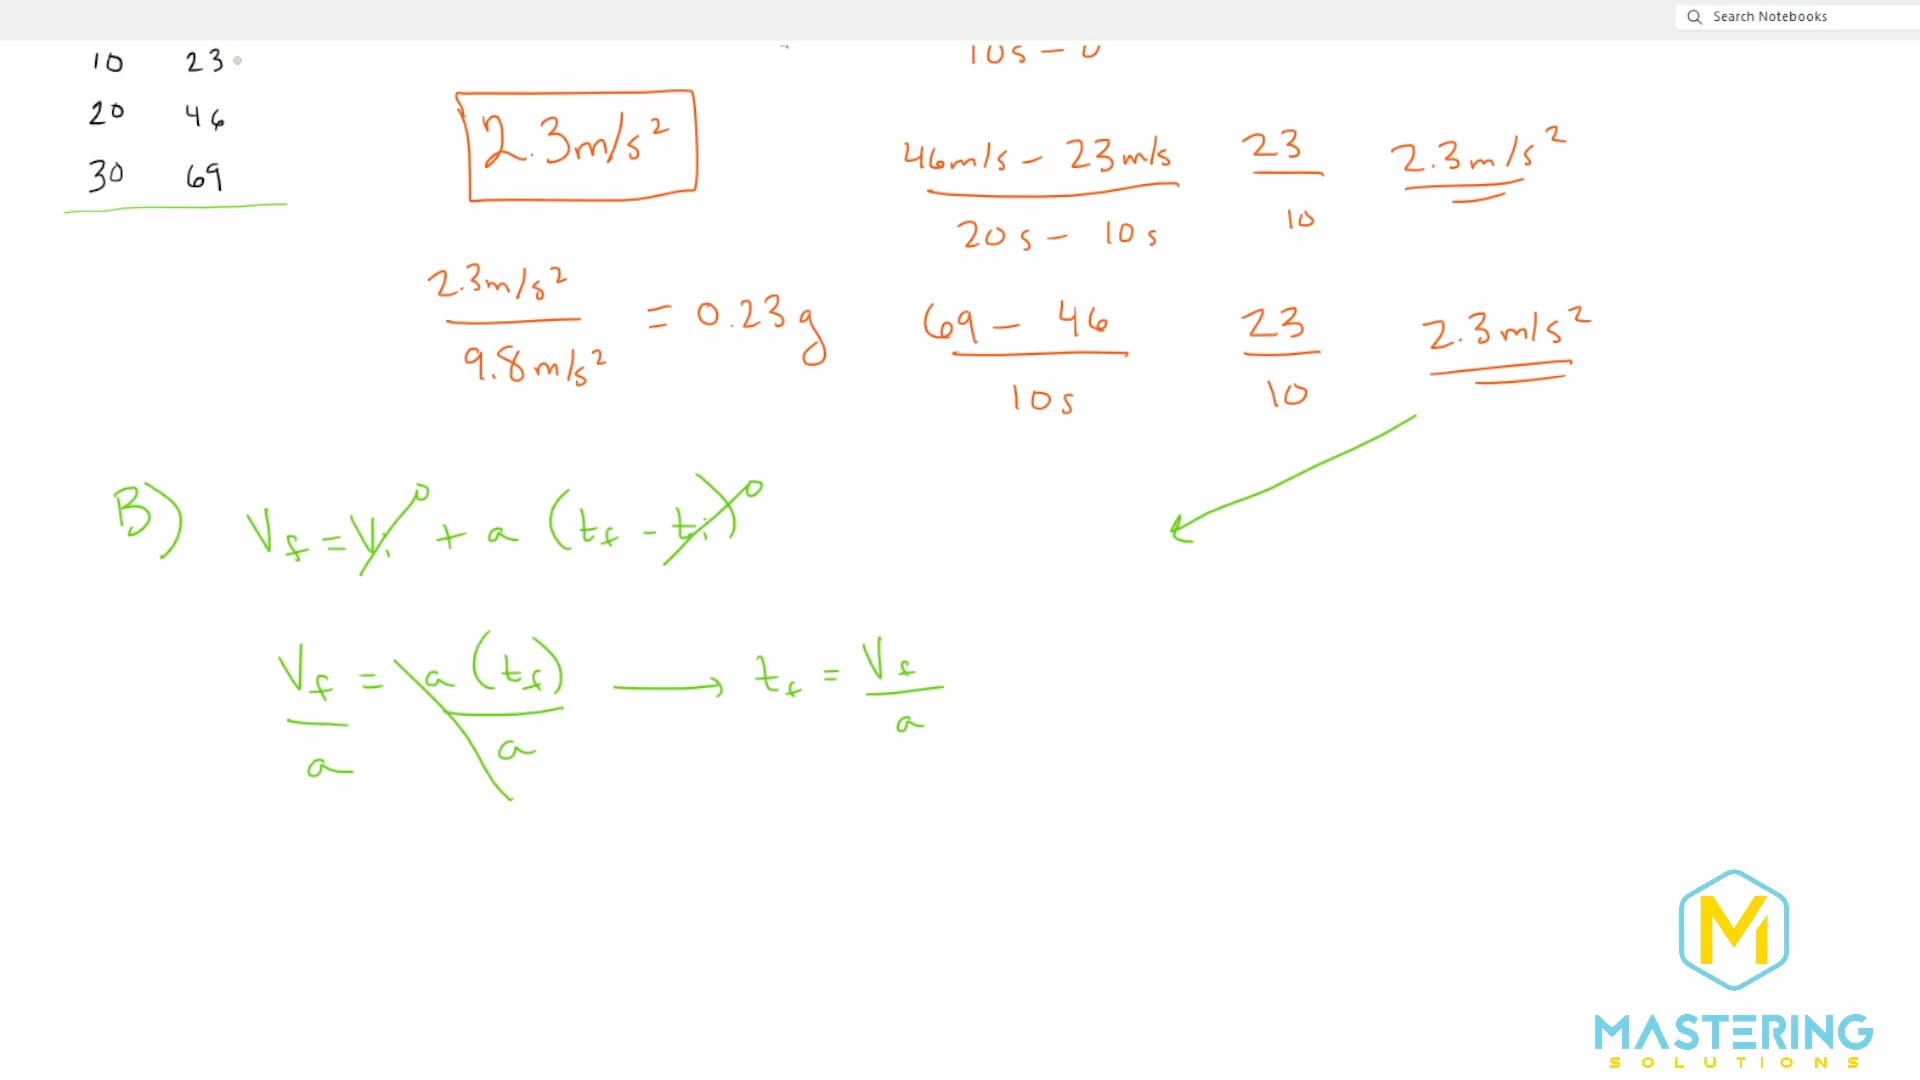 Search Notebooks
10 23
20 46
30 69
10s - 0
2.3m/s²
46m/s - 23m/s
20s - 10s
23
10
2.3m/s²
2.3m/s²
9.8m/s²
= 0.23g
69 - 46
10s
23
10
2.3m/s²
B) Vf = Vi 0 + a (tf - ti) 0
Vf = a (tf) → tf = Vf
a a a
MASTERING
SOLUTIONS